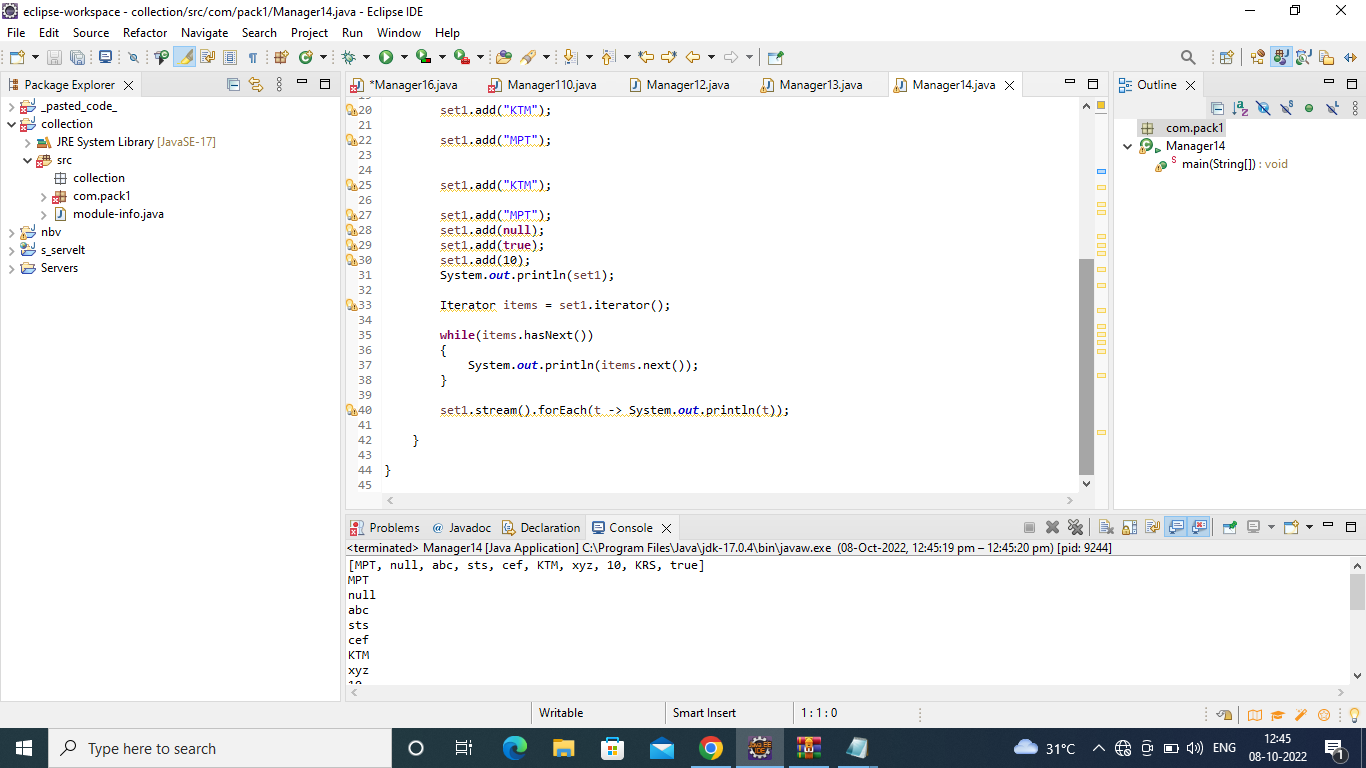 eclipse-workspace - collection/src/com/pack1/Manager14.java - Eclipse IDE
File Edit Source Refactor Navigate Search Project Run Window Help
Package Explorer
_pasted_code_
collection
JRE System Library [JavaSE-17]
src
collection
com.pack1
module-info.java
nbv
s_servelt
Servers
*Manager16.java Manager110.java Manager12.java Manager13.java Manager14.java
20 set1.add("KTM");
21
22 set1.add("MPT");
23
24
25 set1.add("KTM");
26
27 set1.add("MPT");
28 set1.add(null);
29 set1.add(true);
30 set1.add(10);
31 System.out.println(set1);
32
33 Iterator items = set1.iterator();
34
35 while(items.hasNext())
36 {
37 System.out.println(items.next());
38 }
39
40 set1.stream().forEach(t -> System.out.println(t));
41
42 }
43
44 }
45
Outline
com.pack1
Manager14
main(String[]) : void
Problems @ Javadoc Declaration Console
<terminated> Manager14 [Java Application] C:\Program Files\Java\jdk-17.0.4\bin\javaw.exe (08-Oct-2022, 12:45:19 pm – 12:45:20 pm) [pid: 9244]
[MPT, null, abc, sts, cef, KTM, xyz, 10, KRS, true]
MPT
null
abc
sts
cef
KTM
xyz
Writable Smart Insert 1 : 1 : 0
Type here to search
31°C ENG
12:45
08-10-2022
1